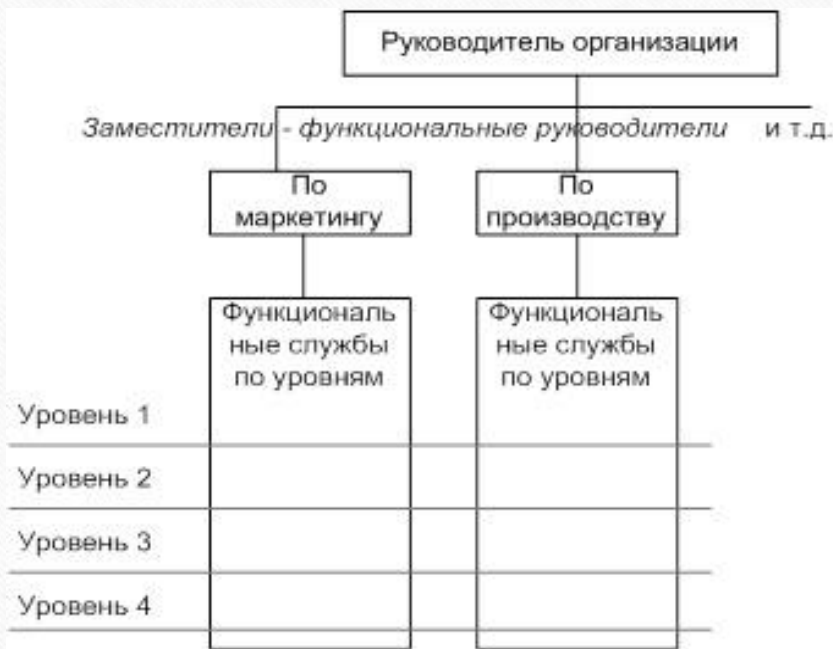 Руководитель организации
Заместители - функциональные руководители и т.д.
По
маркетингу
По
производству
Функциональ
ные службы
по уровням
Функциональ
ные службы
по уровням
Уровень 1
Уровень 2
Уровень 3
Уровень 4